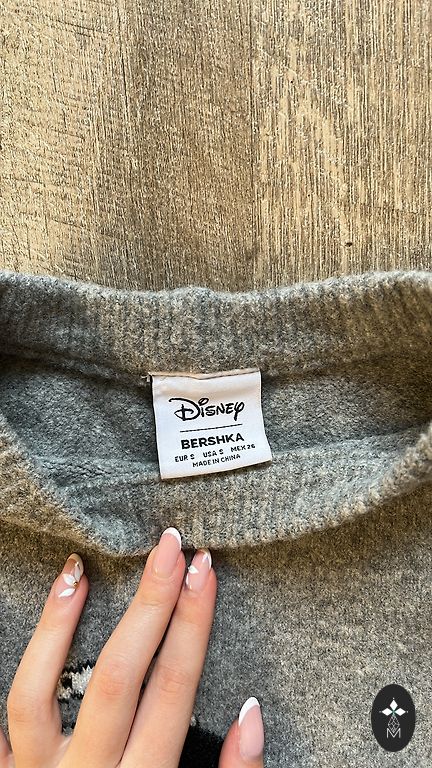 Disney
BERSHKA
EUR S USA S MEX 26
MADE IN CHINA